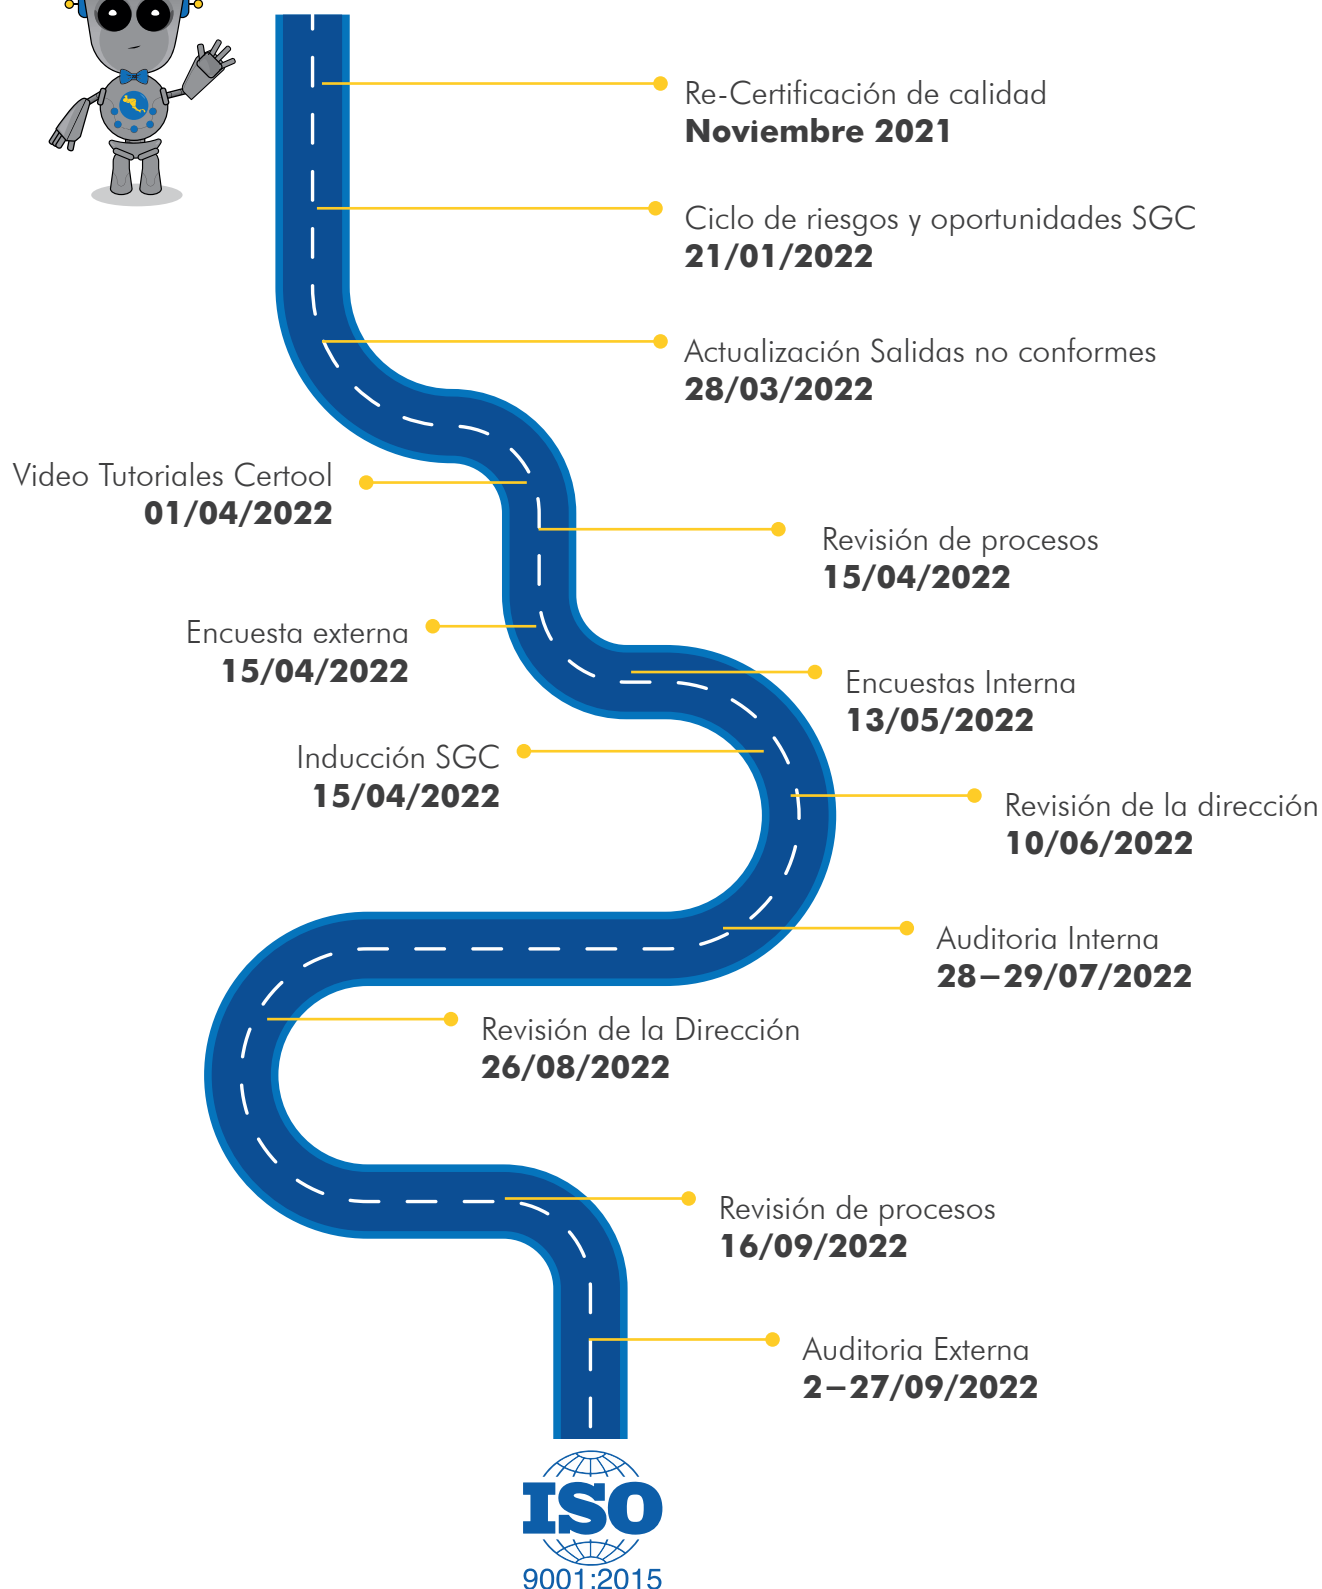 Re-Certificación de calidad
Noviembre 2021
Ciclo de riesgos y oportunidades SGC
21/01/2022
Actualización Salidas no conformes
28/03/2022
Video Tutoriales Certool
01/04/2022
Revisión de procesos
15/04/2022
Encuesta externa
15/04/2022
Encuestas Interna
13/05/2022
Inducción SGC
15/04/2022
Revisión de la dirección
10/06/2022
Auditoria Interna
28–29/07/2022
Revisión de la Dirección
26/08/2022
Revisión de procesos
16/09/2022
Auditoria Externa
2–27/09/2022
ISO
9001:2015